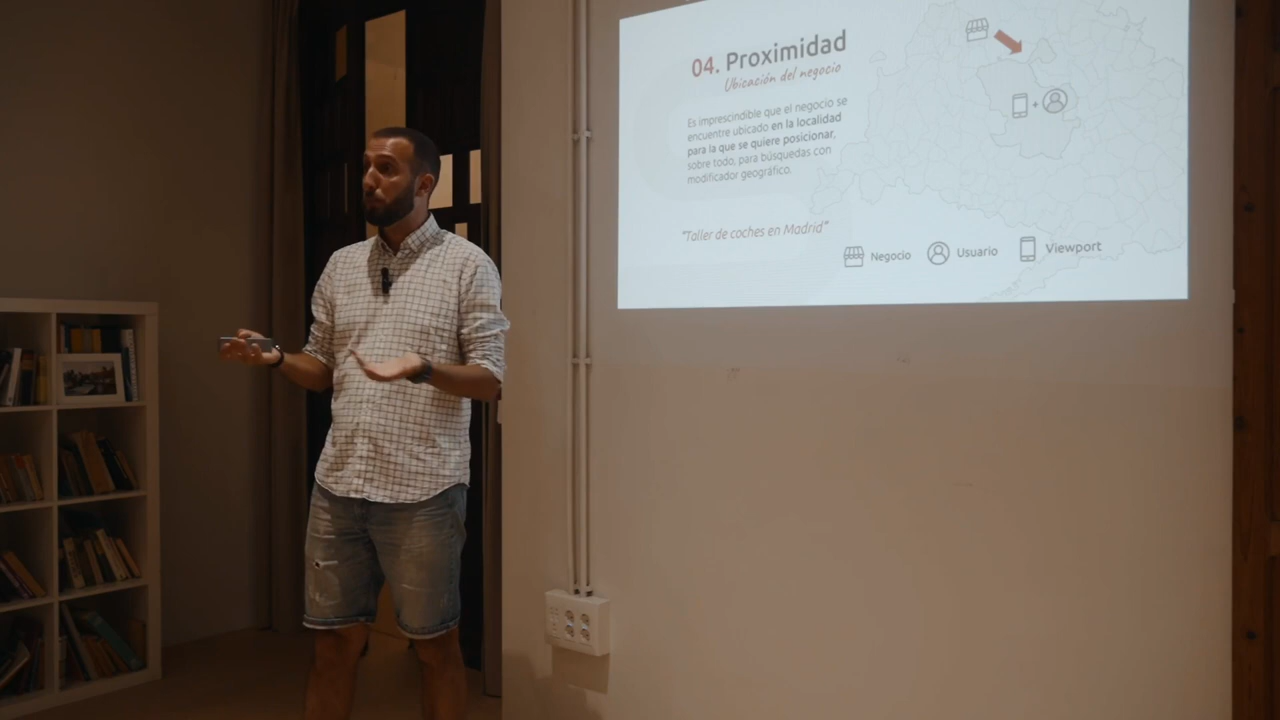 04. Proximidad
Ubicación del negocio
Es imprescindible que el negocio se
encuentre ubicado en la localidad
para la que se quiere posicionar,
sobre todo, para búsquedas con
modificador geográfico.
"Taller de coches en Madrid"
Negocio
Usuario
Viewport